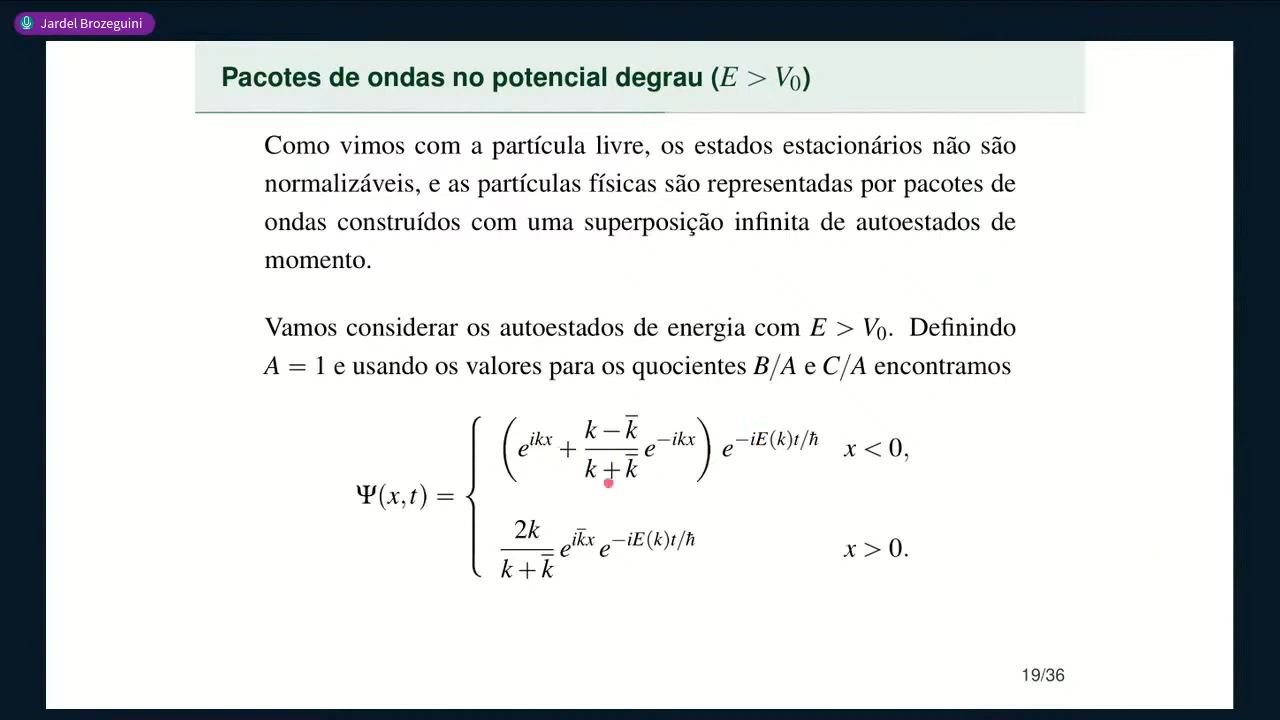 Jardel Brozeguini
Pacotes de ondas no potencial degrau (E > V₀)
Como vimos com a partícula livre, os estados estacionários não são
normalizáveis, e as partículas físicas são representadas por pacotes de
ondas construídos com uma superposição infinita de autoestados de
momento.
Vamos considerar os autoestados de energia com E > V₀. Definindo
A = 1 e usando os valores para os quocientes B/A e C/A encontramos
Ψ(x,t) = { ( e^{ikx} + \frac{k − k̅}{k + k̅} e^{−ikx} ) e^{−iE(k)t/ħ} x < 0,
\frac{2k}{k + k̅} e^{ik̅x} e^{−iE(k)t/ħ} x > 0.
19/36